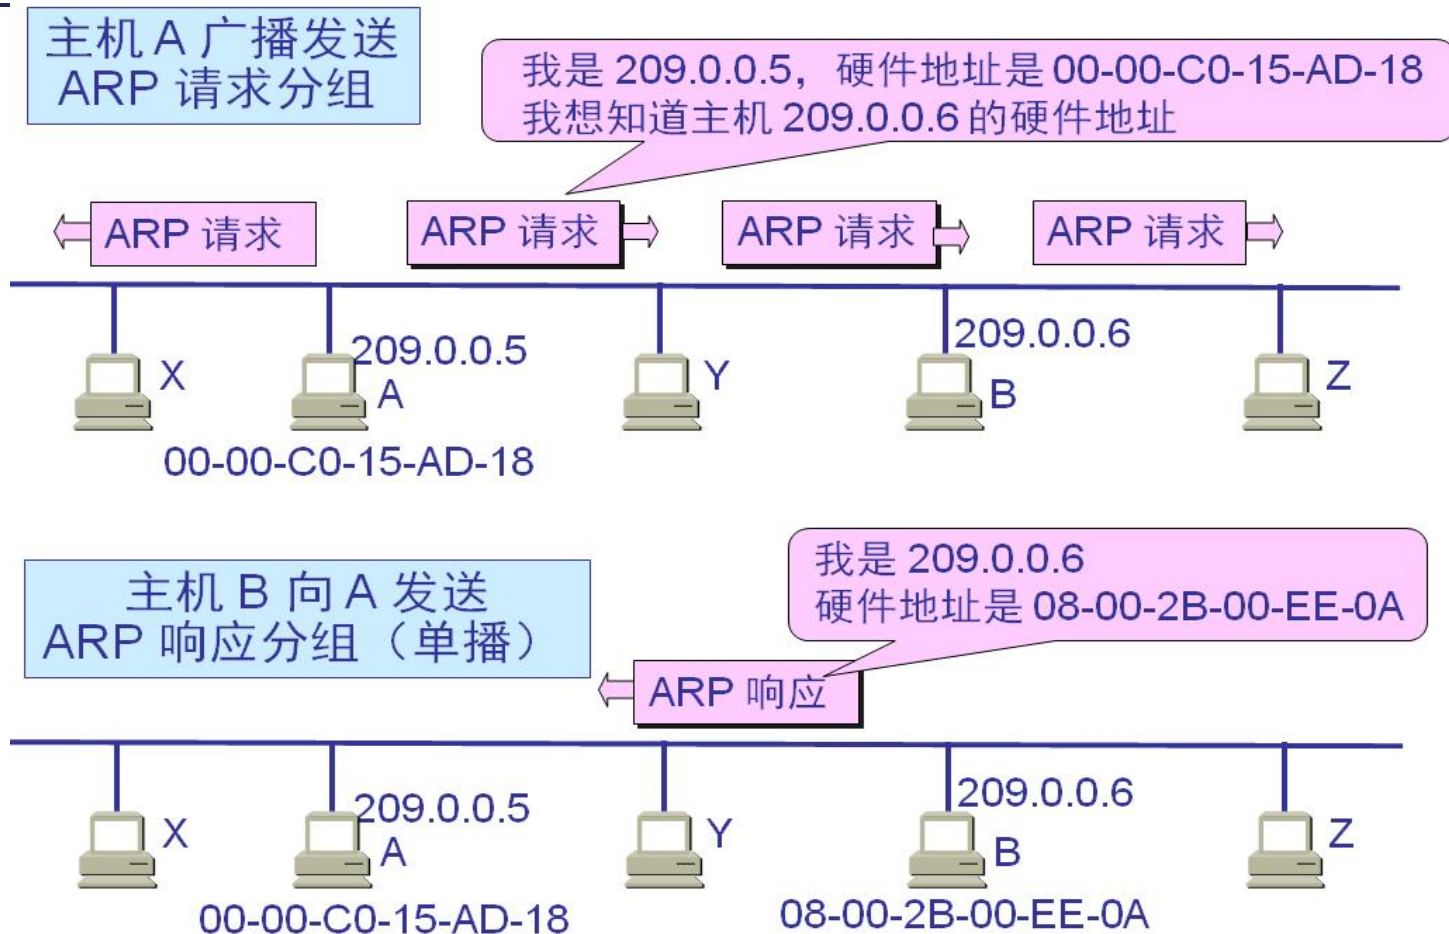 主机 A 广播发送
ARP 请求分组
我是 209.0.0.5，硬件地址是 00-00-C0-15-AD-18
我想知道主机 209.0.0.6 的硬件地址
ARP 请求
ARP 请求
ARP 请求
ARP 请求
209.0.0.5
209.0.0.6
X
A
Y
B
Z
00-00-C0-15-AD-18
我是 209.0.0.6
硬件地址是 08-00-2B-00-EE-0A
主机 B 向 A 发送
ARP 响应分组（单播）
ARP 响应
209.0.0.5
209.0.0.6
X
A
Y
B
Z
00-00-C0-15-AD-18
08-00-2B-00-EE-0A